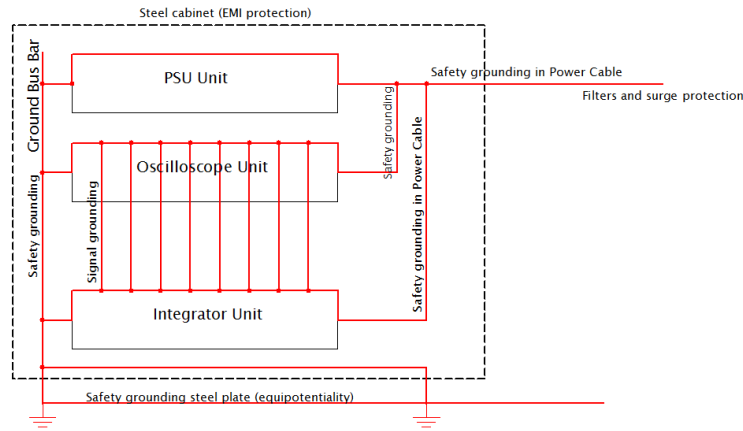 Steel cabinet (EMI protection)
Ground Bus Bar
PSU Unit
Safety grounding in Power Cable
Filters and surge protection
Safety grounding
Oscilloscope Unit
Safety grounding
Signal grounding
Safety grounding in Power Cable
Integrator Unit
Safety grounding steel plate (equipotentiality)